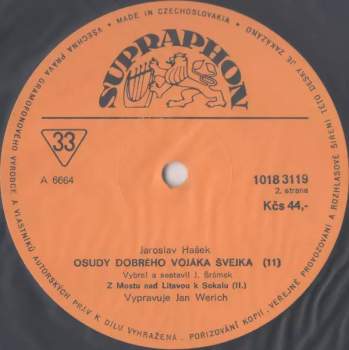 • MADE IN CZECHOSLOVAKIA •
VŠECHNA PRÁVA GRAMOFONOVÉHO VÝROBCE A VLASTNÍKŮ AUTORSKÝCH PRÁV K DÍLU VYHRAŽENA. POŘIZOVÁNÍ KOPIÍ, VEŘEJNÉ PROVOZOVÁNÍ A ROZHLASOVÉ ŠÍŘENÍ TÉTO DESKY JE ZAKÁZÁNO
SUPRAPHON
33
A 6664
1018 3119
2. strana
Kčs 44,-
Jaroslav Hašek
OSUDY DOBRÉHO VOJÁKA ŠVEJKA (11)
Vybral a sestavil J. Šrámek
Z Mostu nad Litavou k Sokalu (II.)
Vypravuje Jan Werich